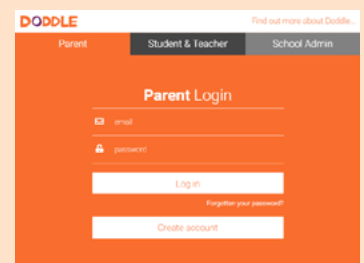 DODDLE
Find out more about Doddle...
Parent
Student & Teacher
School Admin
Parent Login
email
password
Log in
Forgotten your password?
Create account